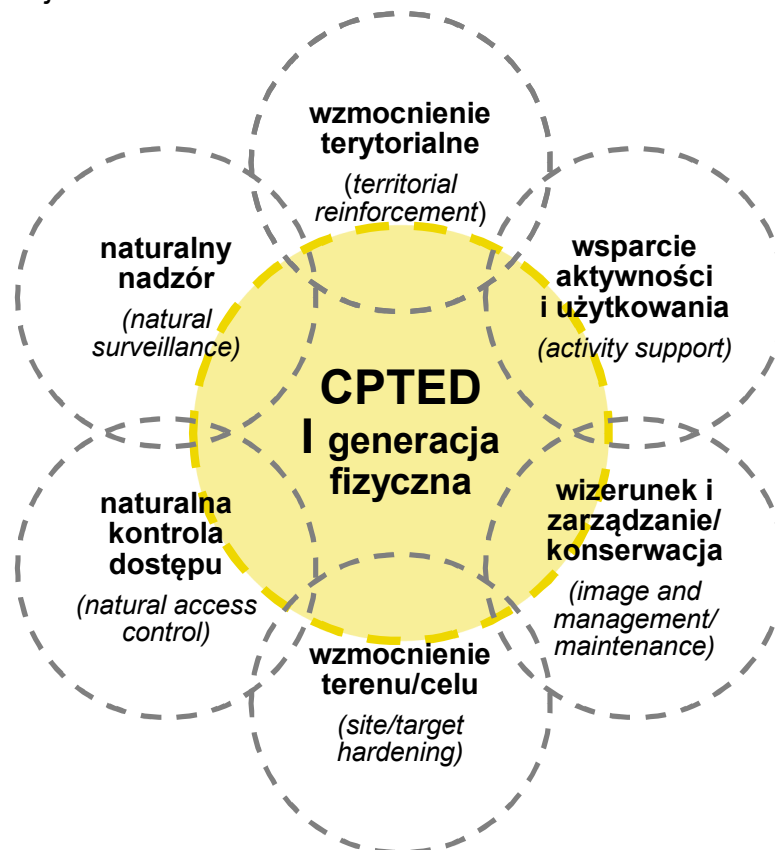 wzmocnienie
terytorialne
(territorial
reinforcement)
naturalny
nadzór
(natural
surveillance)
wsparcie
aktywności
i użytkowania
(activity support)
CPTED
I generacja
fizyczna
naturalna
kontrola
dostępu
(natural access
control)
wizerunek i
zarządzanie/
konserwacja
(image and
management/
maintenance)
wzmocnienie
terenu/celu
(site/target
hardening)